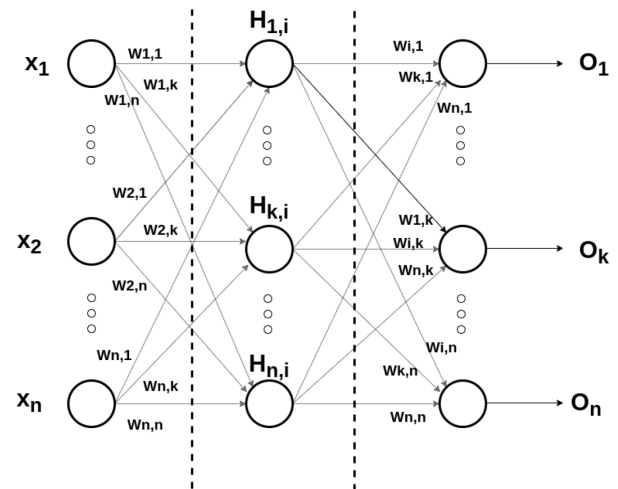 H1,i
x1
W1,1
W1,k
W1,n
Wi,1
Wk,1
Wn,1
O1
W2,1
Hk,i
x2
W2,k
W2,n
W1,k
Wi,k
Wn,k
Ok
Wn,1
Hn,i
Wi,n
xn
Wn,k
Wn,n
Wk,n
Wn,n
On